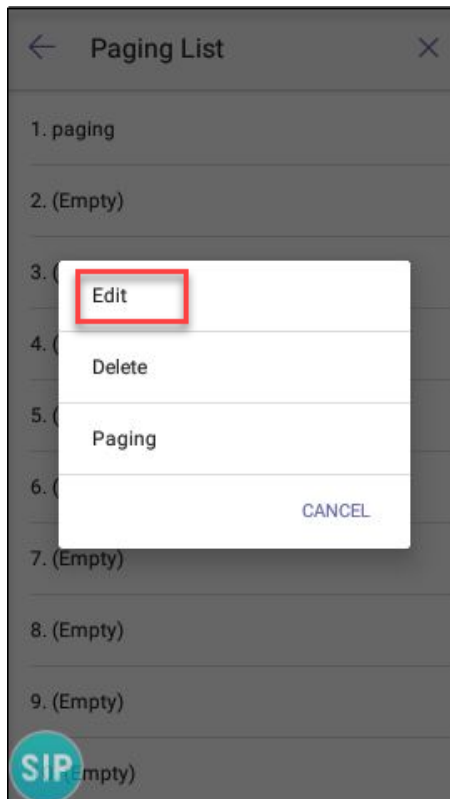 Paging List
1. paging
2. (Empty)
3. (
Edit
4. (
Delete
5. (
Paging
6. (
CANCEL
7. (Empty)
8. (Empty)
9. (Empty)
SIP
mpty)